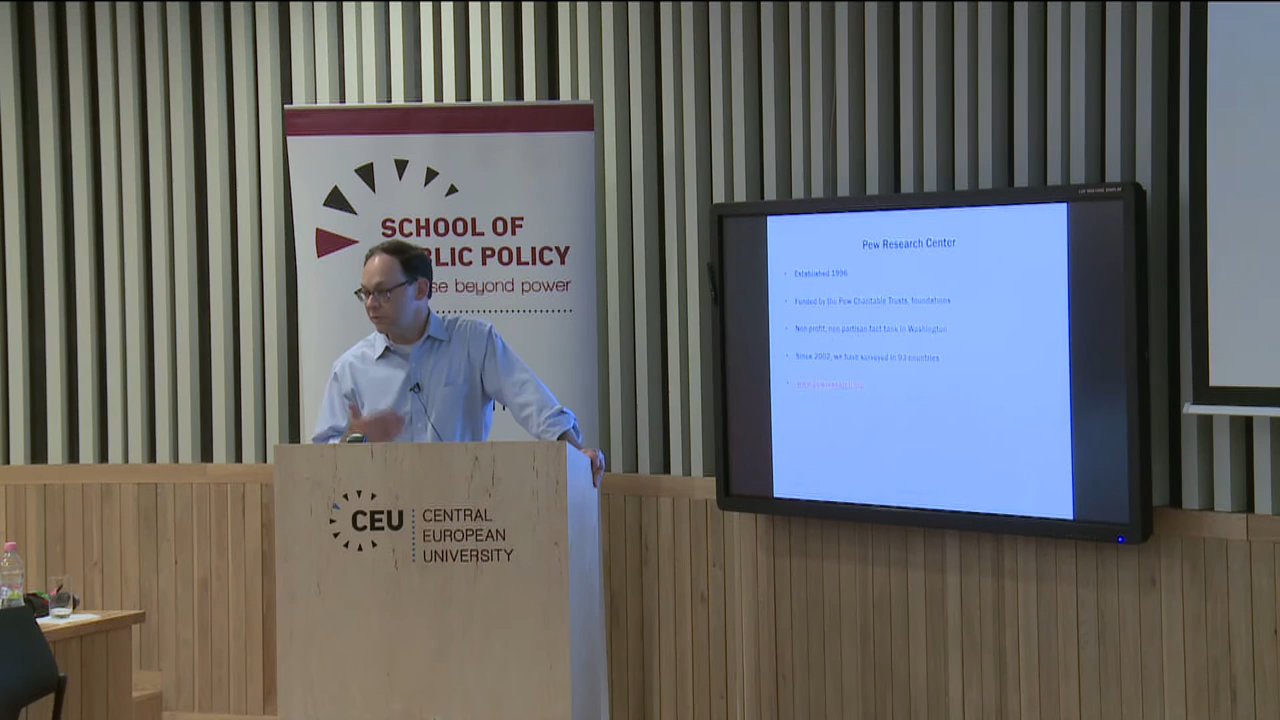 SCHOOL OF
BLIC POLICY
se beyond power
CEU
CENTRAL
EUROPEAN
UNIVERSITY
Pew Research Center
Established 1996
Funded by the Pew Charitable Trusts, foundations
Non profit, non partisan fact tank in Washington
Since 2002, we have surveyed in 93 countries